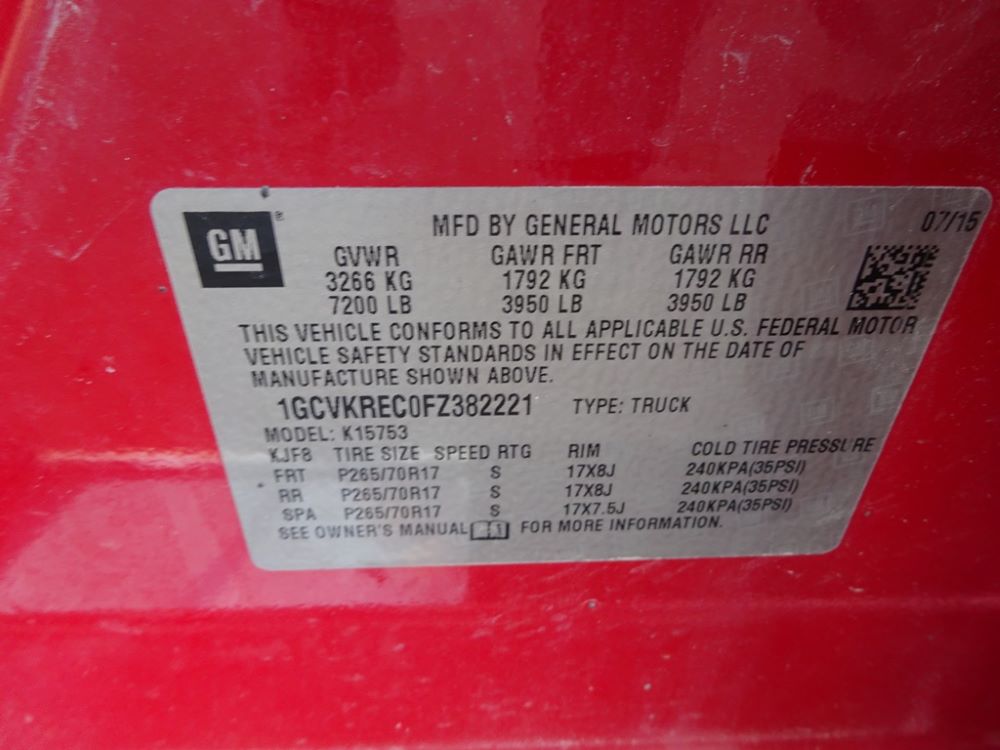 GM
MFD BY GENERAL MOTORS LLC 07/15
GVWR GAWR FRT GAWR RR
3266 KG 1792 KG 1792 KG
7200 LB 3950 LB 3950 LB
THIS VEHICLE CONFORMS TO ALL APPLICABLE U.S. FEDERAL MOTOR
VEHICLE SAFETY STANDARDS IN EFFECT ON THE DATE OF
MANUFACTURE SHOWN ABOVE.
1GCVKREC0FZ382221 TYPE: TRUCK
MODEL: K15753
KJF8 TIRE SIZE SPEED RTG RIM COLD TIRE PRESSURE
FRT P265/70R17 S 17X8J 240KPA(35PSI)
RR P265/70R17 S 17X8J 240KPA(35PSI)
SPA P265/70R17 S 17X7.5J 240KPA(35PSI)
SEE OWNER'S MANUAL FOR MORE INFORMATION.